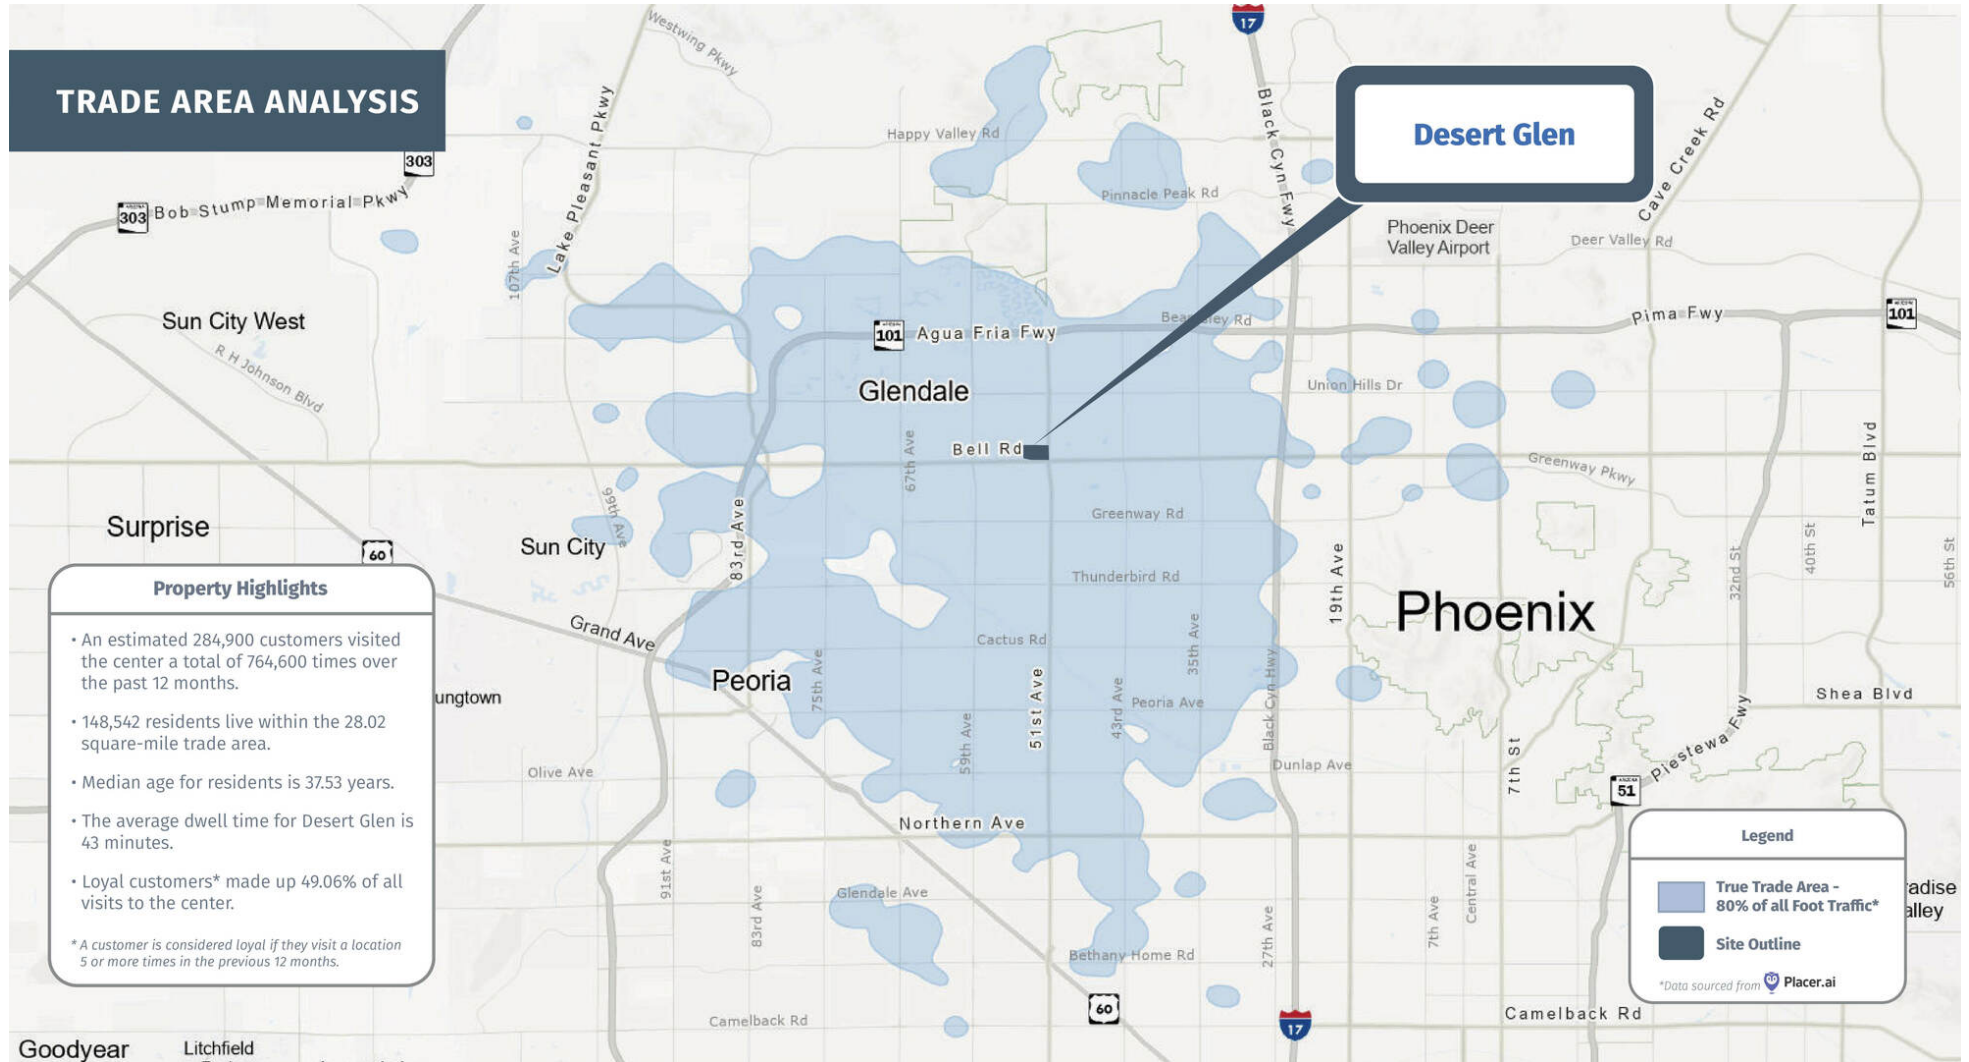 TRADE AREA ANALYSIS
Desert Glen
Property Highlights
• An estimated 284,900 customers visited
the center a total of 764,600 times over
the past 12 months.
• 148,542 residents live within the 28.02
square-mile trade area.
• Median age for residents is 37.53 years.
• The average dwell time for Desert Glen is
43 minutes.
• Loyal customers* made up 49.06% of all
visits to the center.
* A customer is considered loyal if they visit a location
5 or more times in the previous 12 months.
Legend
True Trade Area -
80% of all Foot Traffic*
Site Outline
*Data sourced from Placer.ai
Westwing Pkwy
17
303
303
Bob Stump Memorial Pkwy
Lake Pleasant Pkwy
107th Ave
Happy Valley Rd
Pinnacle Peak Rd
Black Cyn Fwy
Cave Creek Rd
Phoenix Deer
Valley Airport
Deer Valley Rd
Sun City West
R H Johnson Blvd
101
Agua Fria Fwy
Beardsley Rd
Pima Fwy
101
Glendale
Union Hills Dr
Bell Rd
67th Ave
Greenway Pkwy
Tatum Blvd
Surprise
60
99th Ave
Sun City
83rd Ave
Greenway Rd
Thunderbird Rd
19th Ave
32nd St
40th St
56th St
Phoenix
Grand Ave
Cactus Rd
35th Ave
Peoria
75th Ave
51st Ave
43rd Ave
Peoria Ave
Black Cyn Hwy
Shea Blvd
ungtown
59th Ave
Olive Ave
Dunlap Ave
7th St
Piestewa Fwy
51
Northern Ave
91st Ave
83rd Ave
Glendale Ave
27th Ave
7th Ave
Central Ave
adise
alley
Bethany Home Rd
60
17
Camelback Rd
Camelback Rd
Goodyear
Litchfield